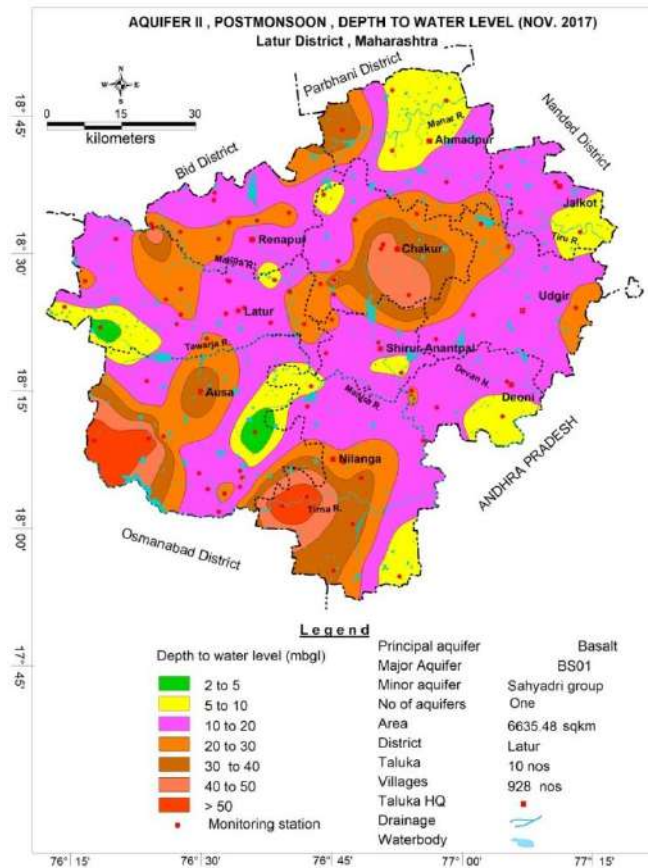 AQUIFER II , POSTMONSOON , DEPTH TO WATER LEVEL (NOV. 2017)
Latur District , Maharashtra
Parbhani District
N
W E
S
0 15 30
kilometers
Nanded District
Bid District
Manar R.
Ahmadpur
Jalkot
Tiru R.
Renapur
Manjra R.
Chakur
Udgir
Latur
Tawarja R.
Shirur Anantpal
Devan N.
Ausa
Manjra R.
Deoni
Nilanga
ANDHRA PRADESH
Tirna R.
Osmanabad District
18° 45'
18° 30'
18° 15'
18° 00'
17° 45'
Legend
Depth to water level (mbgl)
2 to 5
5 to 10
10 to 20
20 to 30
30 to 40
40 to 50
> 50
Monitoring station
Principal aquifer Basalt
Major Aquifer BS01
Minor aquifer Sahyadri group
No of aquifers One
Area 6635.48 sqkm
District Latur
Taluka 10 nos
Villages 928 nos
Taluka HQ
Drainage
Waterbody
76° 15' 76° 30' 76° 45' 77° 00' 77° 15'